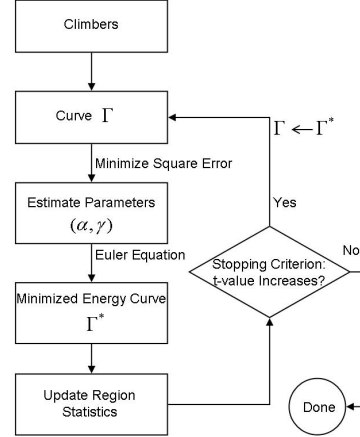 Climbers
Curve Γ
Γ ← Γ*
Minimize Square Error
Estimate Parameters
(α, γ)
Yes
Euler Equation
No
Stopping Criterion:
t-value Increases?
Minimized Energy Curve
Γ*
Update Region
Statistics
Done